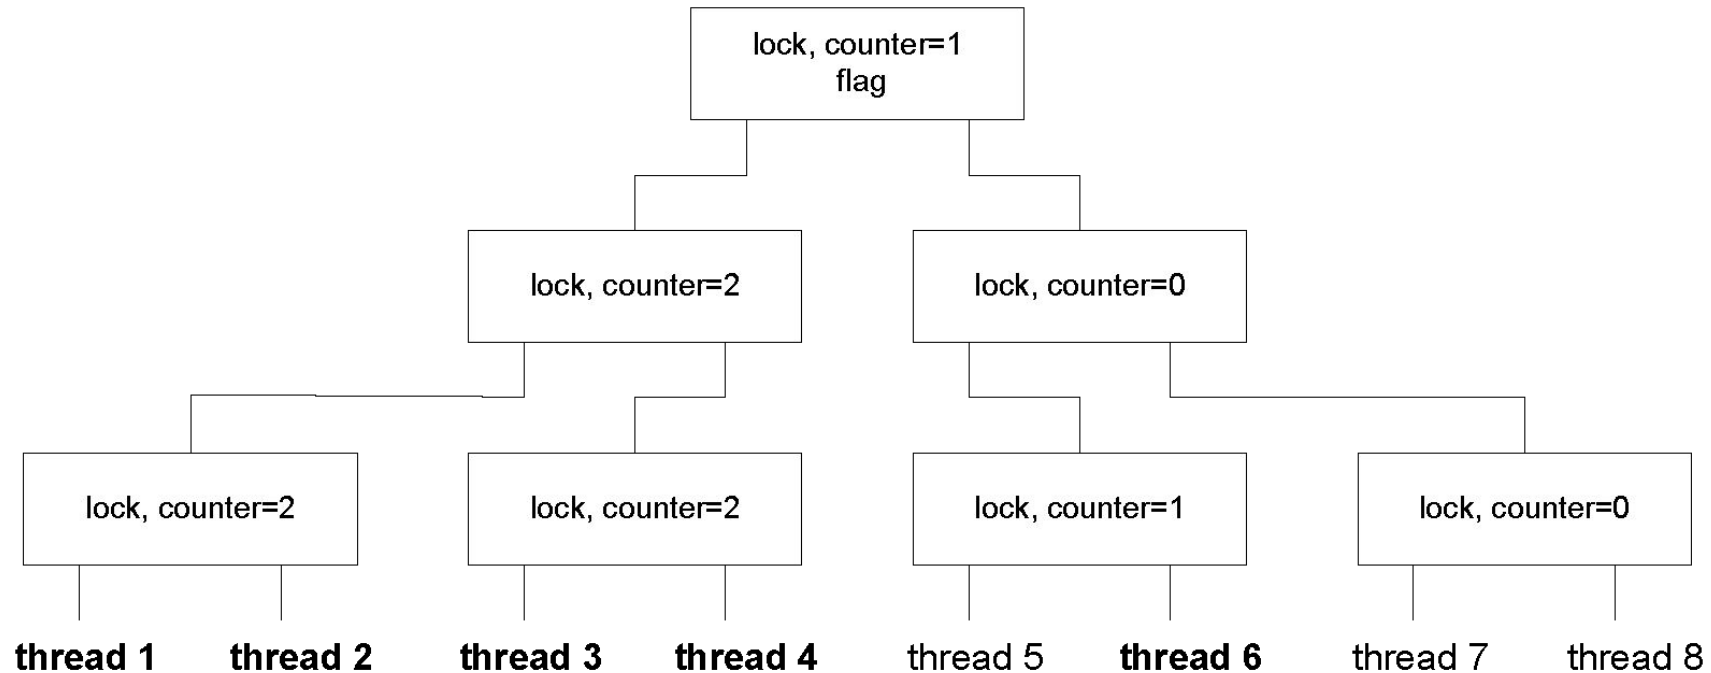 lock, counter=1
flag
lock, counter=2
lock, counter=0
lock, counter=2
lock, counter=2
lock, counter=1
lock, counter=0
thread 1
thread 2
thread 3
thread 4
thread 5
thread 6
thread 7
thread 8